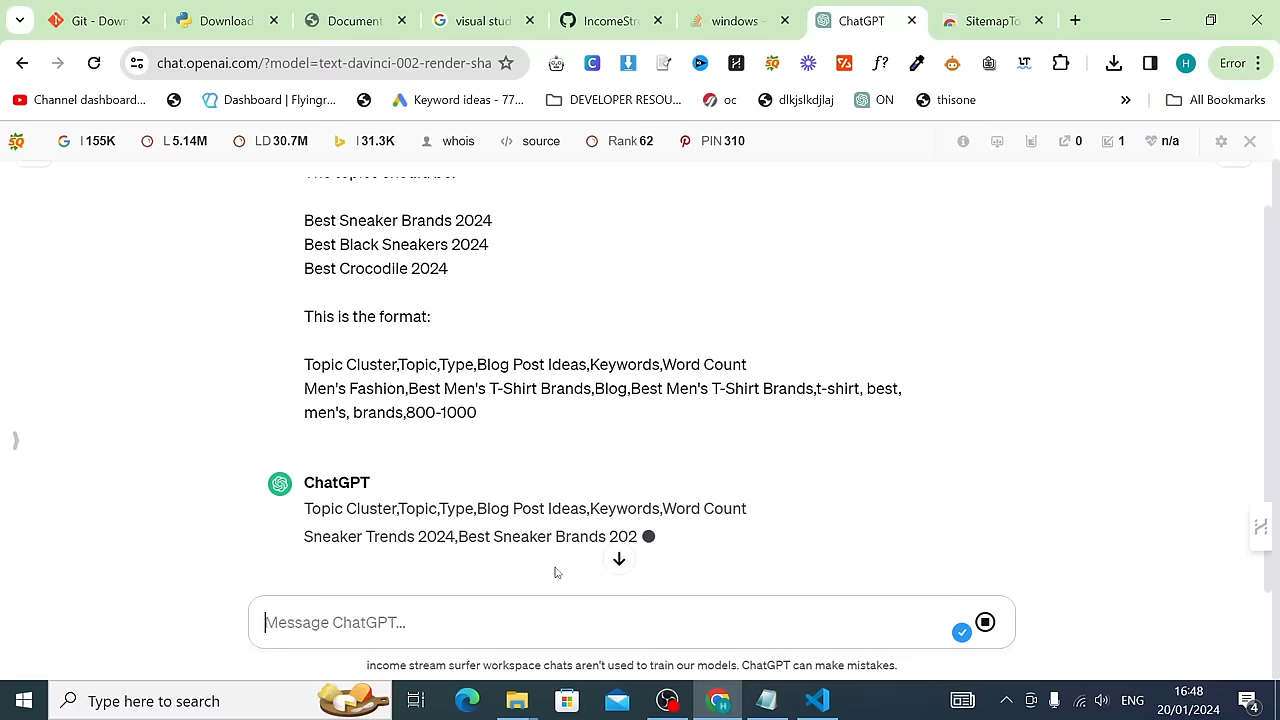 Git - Down
Download
Document
visual stud
IncomeStr
windows -
ChatGPT
SitemapTo
chat.openai.com/?model=text-davinci-002-render-sha
Error
Channel dashboard...
Dashboard | Flyingr...
Keyword ideas - 77...
DEVELOPER RESOU...
oc
dlkjslkdjlaj
ON
thisone
All Bookmarks
I 155K
L 5.14M
LD 30.7M
I 31.3K
whois
source
Rank 62
PIN 310
0
1
n/a
Best Sneaker Brands 2024
Best Black Sneakers 2024
Best Crocodile 2024
This is the format:
Topic Cluster,Topic,Type,Blog Post Ideas,Keywords,Word Count
Men's Fashion,Best Men's T-Shirt Brands,Blog,Best Men's T-Shirt Brands,t-shirt, best,
men's, brands,800-1000
ChatGPT
Topic Cluster,Topic,Type,Blog Post Ideas,Keywords,Word Count
Sneaker Trends 2024,Best Sneaker Brands 202
Message ChatGPT...
income stream surfer workspace chats aren't used to train our models. ChatGPT can make mistakes.
Type here to search
ENG
16:48
20/01/2024
4